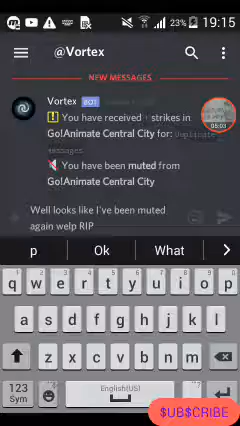 23% 19:15
@Vortex
NEW MESSAGES
Vortex BOT
You have received strikes in
Go!Animate Central City for: Duplicate
messages
You have been muted from
Go!Animate Central City
05:03
Well looks like I've been muted
again welp RIP
p Ok What
q w e r t y u i o p
a s d f g h j k l
z x c v b n m
123
Sym
English(US)
$UB$CRIBE